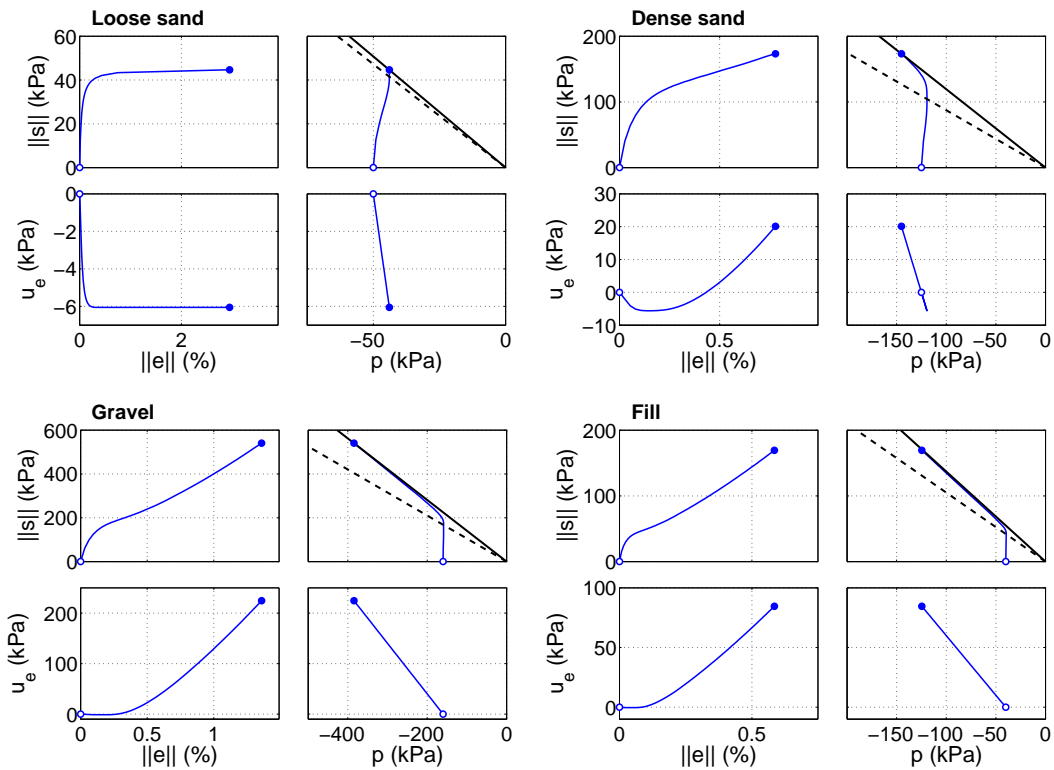 Loose sand
Dense sand
60
40
20
0
||s|| (kPa)
200
100
0
||s|| (kPa)
0
−2
−4
−6
u_e (kPa)
0 2
||e|| (%)
−50 0
p (kPa)
30
20
10
0
−10
u_e (kPa)
0 0.5
||e|| (%)
−150 −100 −50 0
p (kPa)
Gravel
Fill
600
400
200
0
||s|| (kPa)
200
100
0
||s|| (kPa)
200
100
0
u_e (kPa)
0 0.5 1
||e|| (%)
−400 −200 0
p (kPa)
100
50
0
u_e (kPa)
0 0.5
||e|| (%)
−150 −100 −50 0
p (kPa)